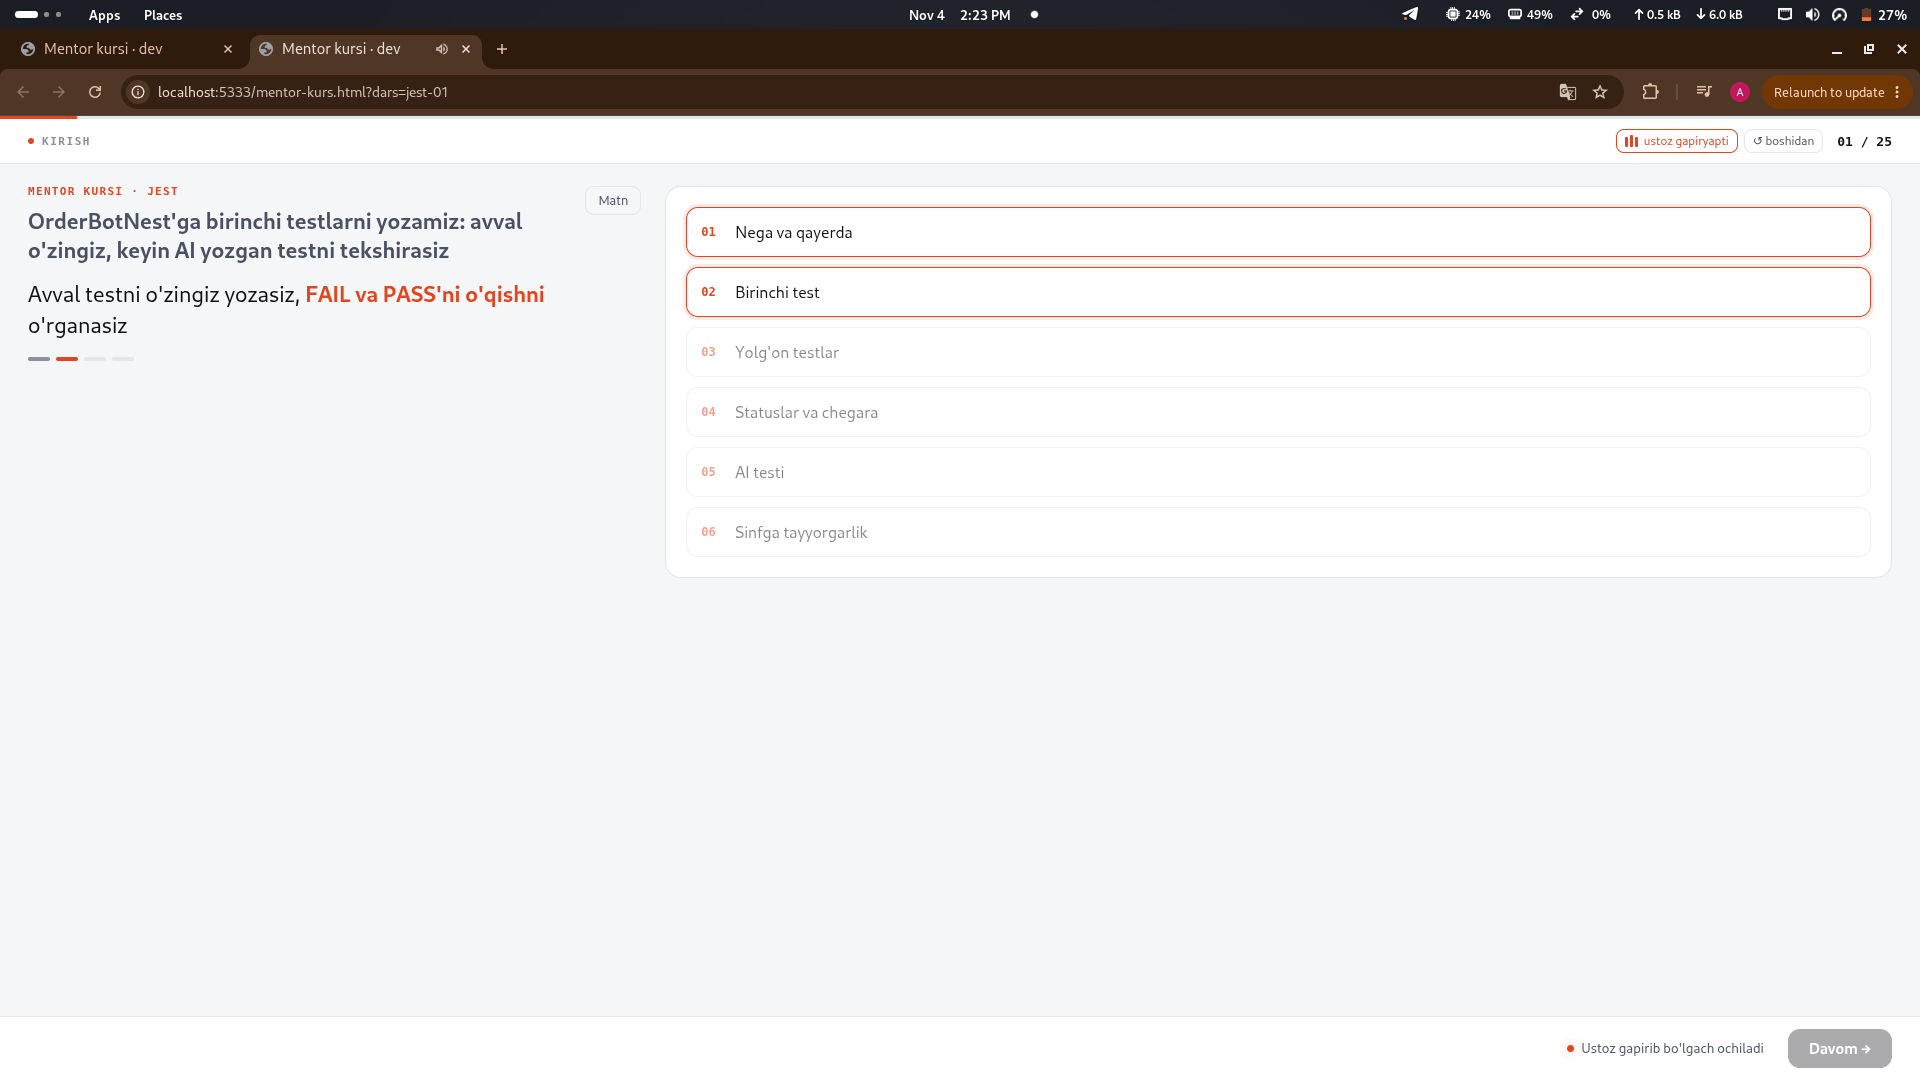 Apps Places Nov 4 2:23 PM 24% 49% 0% 0.5 kB 6.0 kB 27%
Mentor kursi · dev Mentor kursi · dev
localhost:5333/mentor-kurs.html?dars=jest-01 A Relaunch to update
KIRISH ustoz gapiryapti ↺ boshidan 01 / 25
MENTOR KURSI · JEST
Matn
OrderBotNest'ga birinchi testlarni yozamiz: avval
o'zingiz, keyin AI yozgan testni tekshirasiz
Avval testni o'zingiz yozasiz, FAIL va PASS'ni o'qishni
o'rganasiz
01 Nega va qayerda
02 Birinchi test
03 Yolg'on testlar
04 Statuslar va chegara
05 AI testi
06 Sinfga tayyorgarlik
Ustoz gapirib bo'lgach ochiladi Davom →